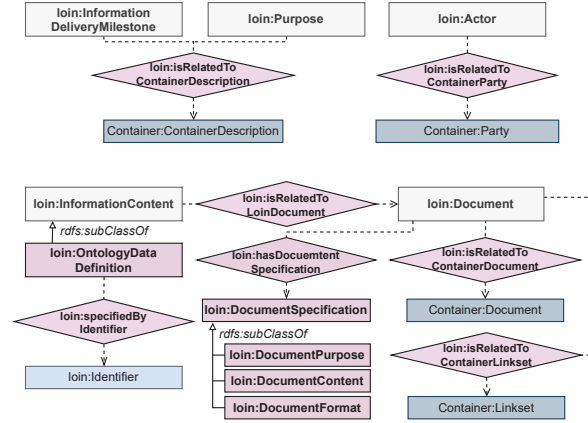 loin:Information
DeliveryMilestone
loin:Purpose
loin:Actor
loin:isRelatedTo
ContainerDescription
loin:isRelatedTo
ContainerParty
Container:ContainerDescription
Container:Party
loin:InformationContent
loin:isRelatedTo
LoinDocument
loin:Document
rdfs:subClassOf
loin:OntologyData
Definition
loin:hasDocuemtent
Specification
loin:isRelatedTo
ContainerDocument
loin:specifiedBy
Identifier
loin:DocumentSpecification
Container:Document
rdfs:subClassOf
loin:DocumentPurpose
loin:isRelatedTo
ContainerLinkset
loin:Identifier
loin:DocumentContent
loin:DocumentFormat
Container:Linkset